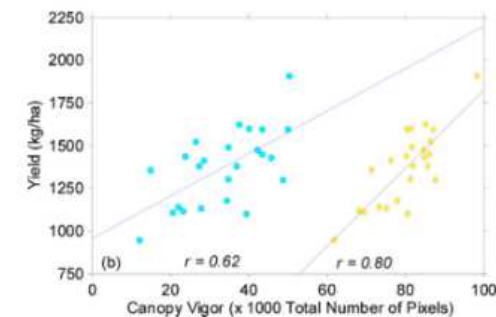 2250
2000
1750
1500
1250
1000
750
Yield (kg/ha)
(b)
r = 0.62
r = 0.80
0 20 40 60 80 100
Canopy Vigor (x 1000 Total Number of Pixels)